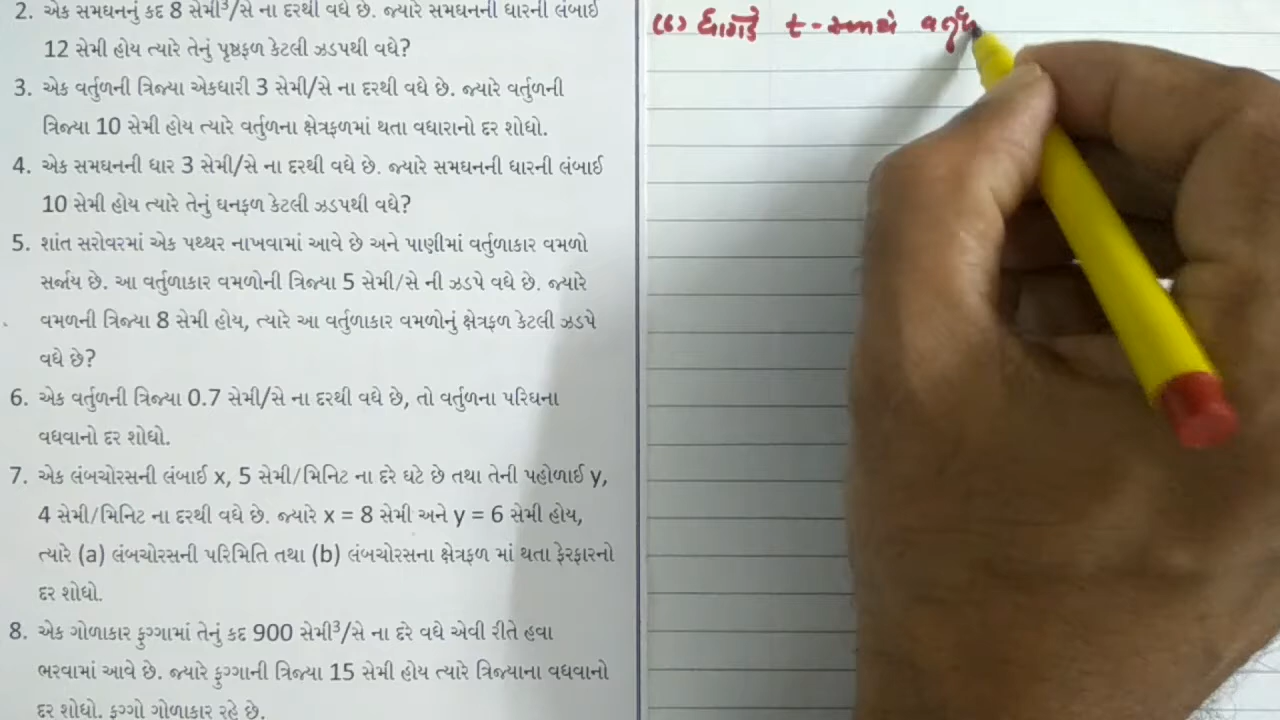 2. એક સમઘનનું કદ 8 સેમી³/સે ના દરથી વધે છે. જ્યારે સમઘનની ધારની લંબાઈ
12 સેમી હોય ત્યારે તેનું પૃષ્ઠફળ કેટલી ઝડપથી વધે?
3. એક વર્તુળની ત્રિજ્યા એકધારી 3 સેમી/સે ના દરથી વધે છે. જ્યારે વર્તુળની
ત્રિજ્યા 10 સેમી હોય ત્યારે વર્તુળના ક્ષેત્રફળમાં થતા વધારાનો દર શોધો.
4. એક સમઘનની ધાર 3 સેમી/સે ના દરથી વધે છે. જ્યારે સમઘનની ધારની લંબાઈ
10 સેમી હોય ત્યારે તેનું ઘનફળ કેટલી ઝડપથી વધે?
5. શાંત સરોવરમાં એક પથ્થર નાખવામાં આવે છે અને પાણીમાં વર્તુળાકાર વમળો
સર્જાય છે. આ વર્તુળાકાર વમળોની ત્રિજ્યા 5 સેમી/સે ની ઝડપે વધે છે. જ્યારે
વમળની ત્રિજ્યા 8 સેમી હોય, ત્યારે આ વર્તુળાકાર વમળોનું ક્ષેત્રફળ કેટલી ઝડપે
વધે છે?
6. એક વર્તુળની ત્રિજ્યા 0.7 સેમી/સે ના દરથી વધે છે, તો વર્તુળના પરિઘના
વધવાનો દર શોધો.
7. એક લંબચોરસની લંબાઈ x, 5 સેમી/મિનિટ ના દરે ઘટે છે તથા તેની પહોળાઈ y,
4 સેમી/મિનિટ ના દરથી વધે છે. જ્યારે x = 8 સેમી અને y = 6 સેમી હોય,
ત્યારે (a) લંબચોરસની પરિમિતિ તથા (b) લંબચોરસના ક્ષેત્રફળ માં થતા ફેરફારનો
દર શોધો.
8. એક ગોળાકાર ફુગ્ગામાં તેનું કદ 900 સેમી³/સે ના દરે વધે એવી રીતે હવા
ભરવામાં આવે છે. જ્યારે ફુગ્ગાની ત્રિજ્યા 15 સેમી હોય ત્યારે ત્રિજ્યાના વધવાનો
દર શોધો. ફુગ્ગો ગોળાકાર રહે છે.
(6) ધારોકે t-સમયે